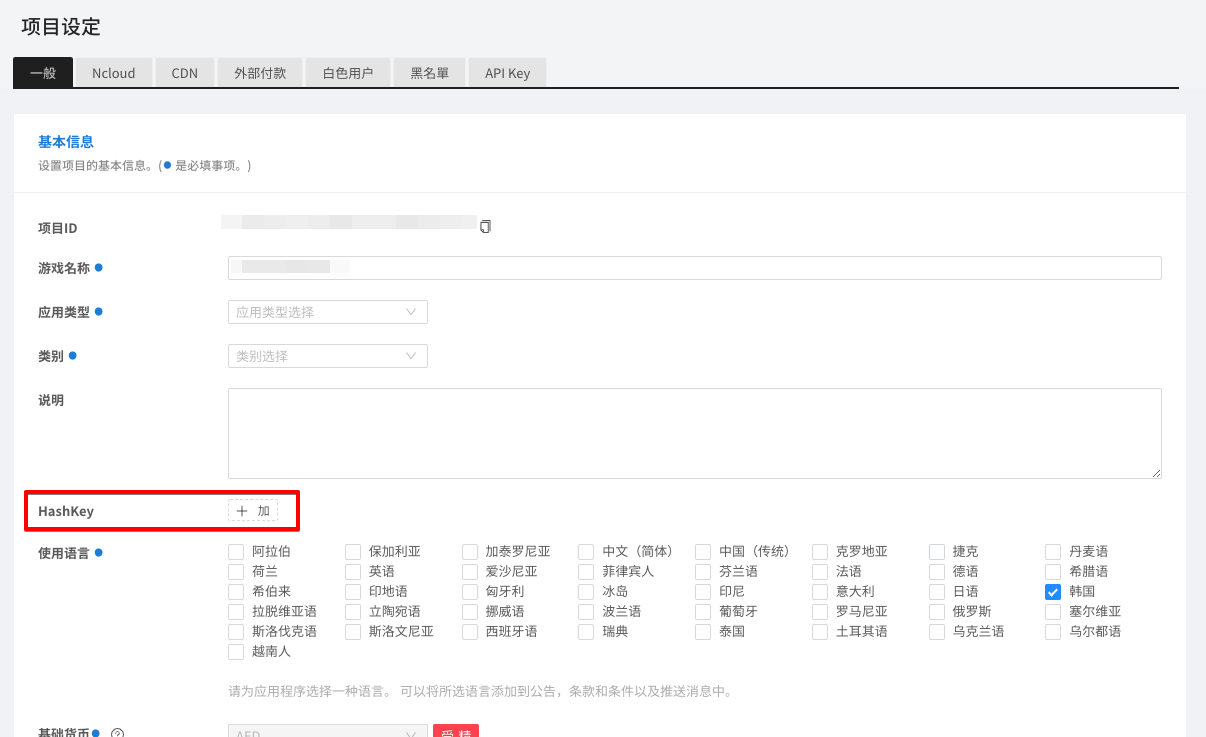 项目设定
一般 Ncloud CDN 外部付款 白色用户 黑名單 API Key
基本信息
设置项目的基本信息。(● 是必填事项。)
项目ID
游戏名称
应用类型 应用类型选择
类别 类别选择
说明
HashKey + 加
使用语言 阿拉伯 保加利亚 加泰罗尼亚 中文（简体） 中国（传统） 克罗地亚 捷克 丹麦语
荷兰 英语 爱沙尼亚 菲律宾人 芬兰语 法语 德语 希腊语
希伯来 印地语 匈牙利 冰岛 印尼 意大利 日语 韩国
拉脱维亚语 立陶宛语 挪威语 波兰语 葡萄牙 罗马尼亚 俄罗斯 塞尔维亚
斯洛伐克语 斯洛文尼亚 西班牙语 瑞典 泰国 土耳其语 乌克兰语 乌尔都语
越南人
请为应用程序选择一种语言。 可以将所选语言添加到公告，条款和条件以及推送消息中。
基础货币 ? AED 受 精